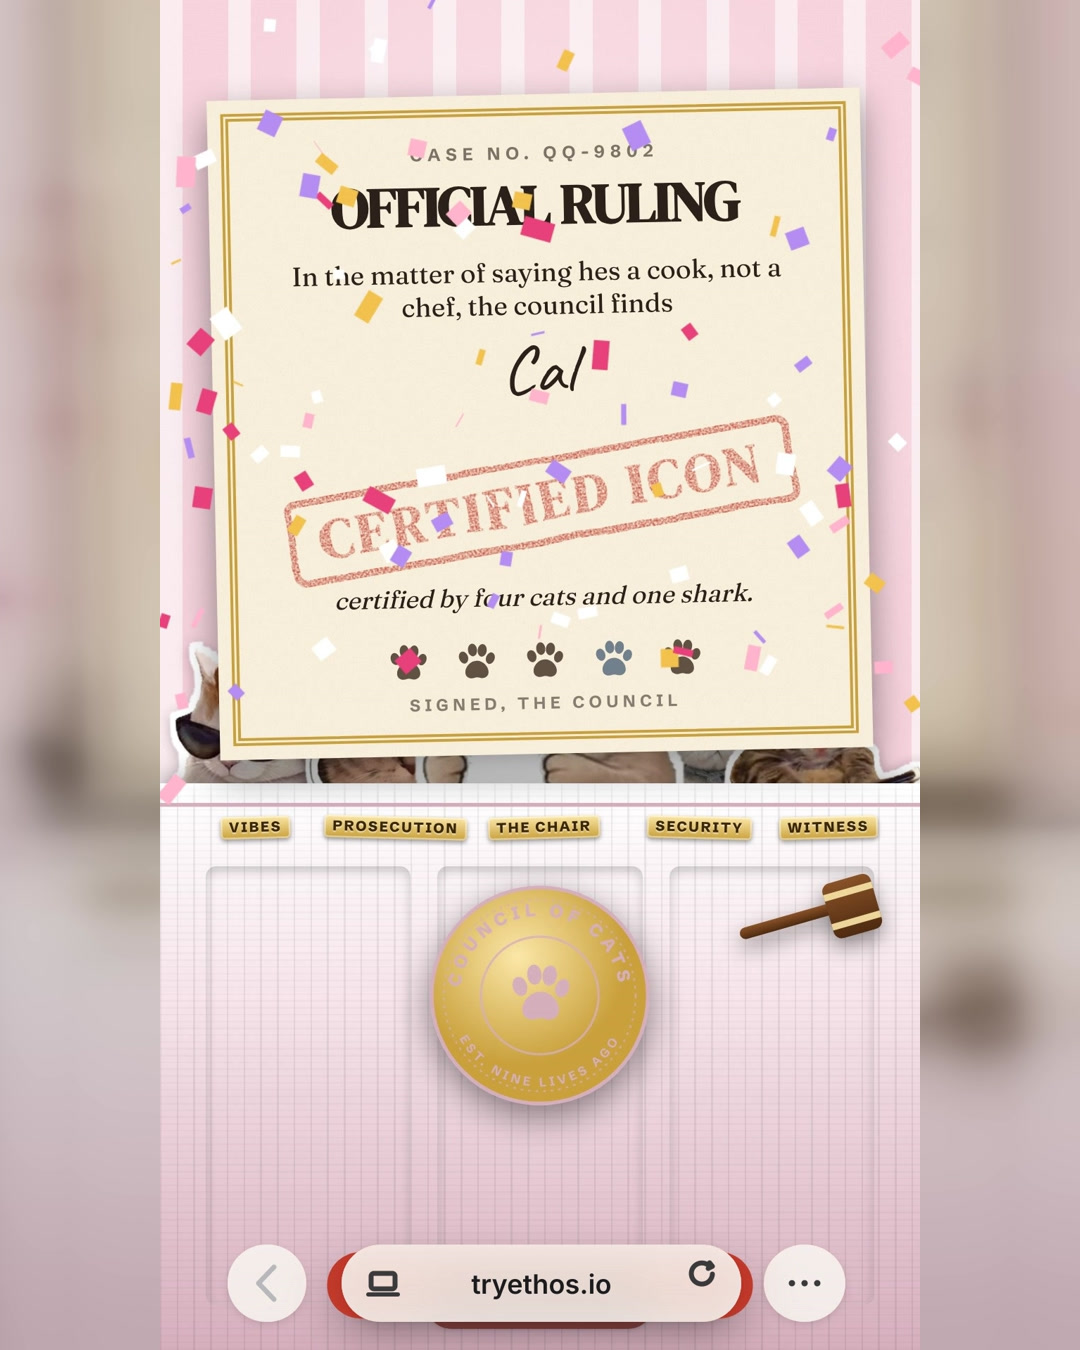 CASE NO. QQ-9802
OFFICIAL RULING
In the matter of saying hes a cook, not a
chef, the council finds
Cal
CERTIFIED ICON
certified by four cats and one shark.
SIGNED, THE COUNCIL
VIBES
PROSECUTION
THE CHAIR
SECURITY
WITNESS
COUNCIL OF CATS
EST. NINE LIVES AGO
tryethos.io